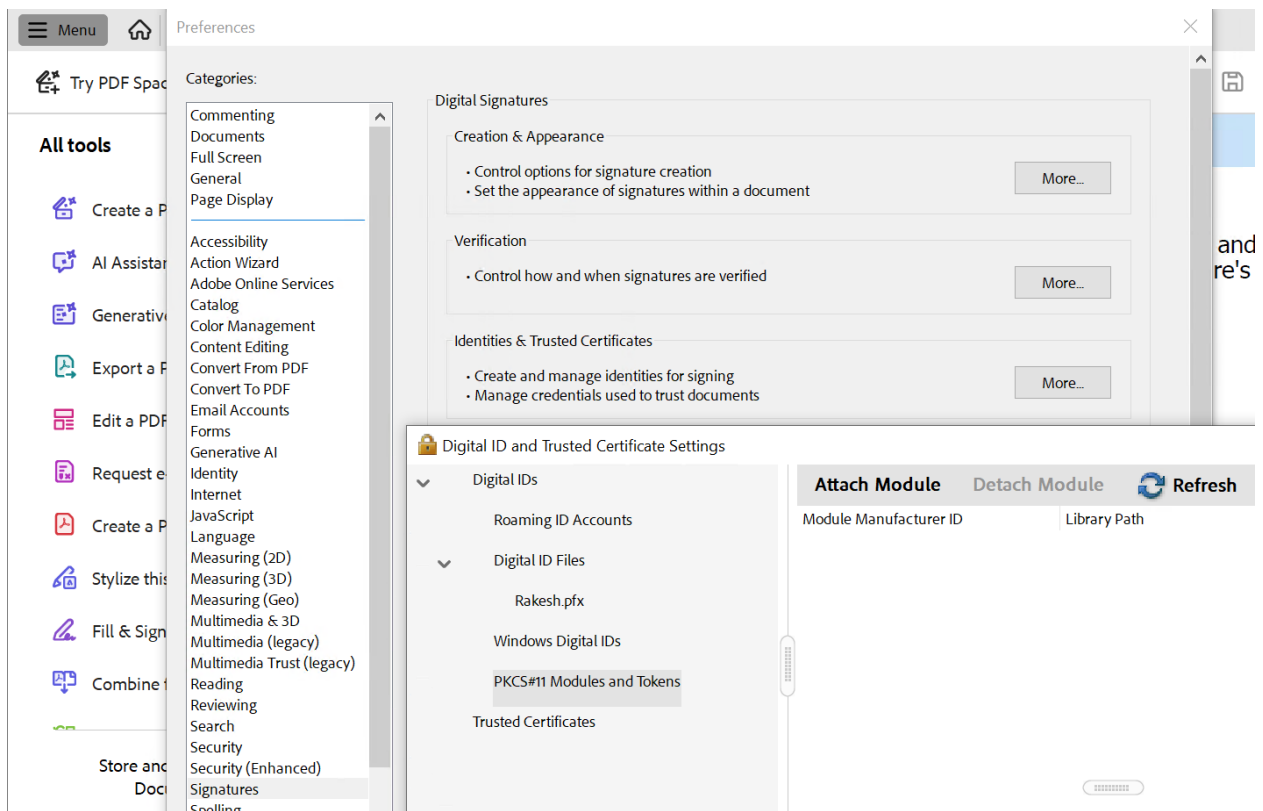 Menu
Preferences
Try PDF Spac
All tools
Create a P
AI Assistan
Generativ
Export a P
Edit a PDF
Request e
Create a P
Stylize this
Fill & Sign
Combine f
Store and
Docu
Categories:
Commenting
Documents
Full Screen
General
Page Display
Accessibility
Action Wizard
Adobe Online Services
Catalog
Color Management
Content Editing
Convert From PDF
Convert To PDF
Email Accounts
Forms
Generative AI
Identity
Internet
JavaScript
Language
Measuring (2D)
Measuring (3D)
Measuring (Geo)
Multimedia & 3D
Multimedia (legacy)
Multimedia Trust (legacy)
Reading
Reviewing
Search
Security
Security (Enhanced)
Signatures
Spelling
Digital Signatures
Creation & Appearance
• Control options for signature creation
• Set the appearance of signatures within a document
More...
Verification
• Control how and when signatures are verified
More...
Identities & Trusted Certificates
• Create and manage identities for signing
• Manage credentials used to trust documents
More...
and
re's
Digital ID and Trusted Certificate Settings
Digital IDs
Roaming ID Accounts
Digital ID Files
Rakesh.pfx
Windows Digital IDs
PKCS#11 Modules and Tokens
Trusted Certificates
Attach Module
Detach Module
Refresh
Module Manufacturer ID
Library Path